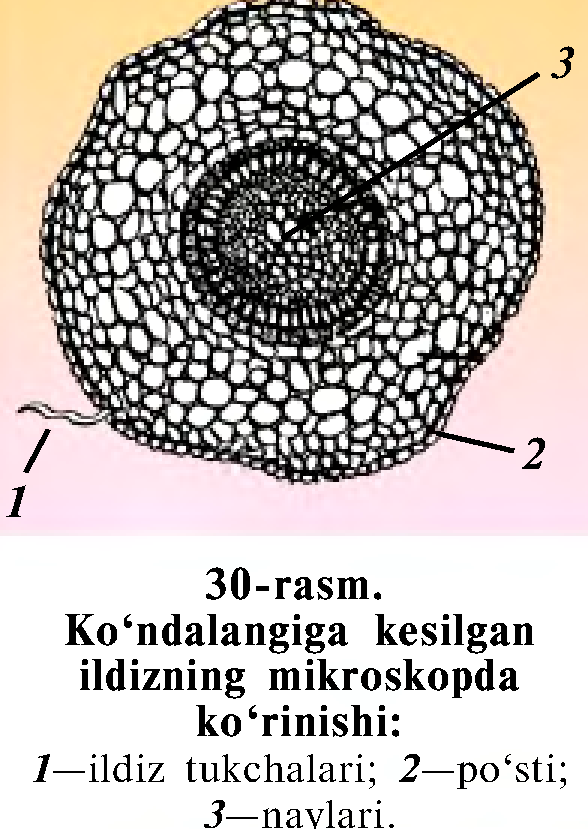 3
2
1
30-rasm.
Ko‘ndalangiga kesilgan
ildizning mikroskopda
ko‘rinishi:
1—ildiz tukchalari; 2—po‘sti;
3—naylari.